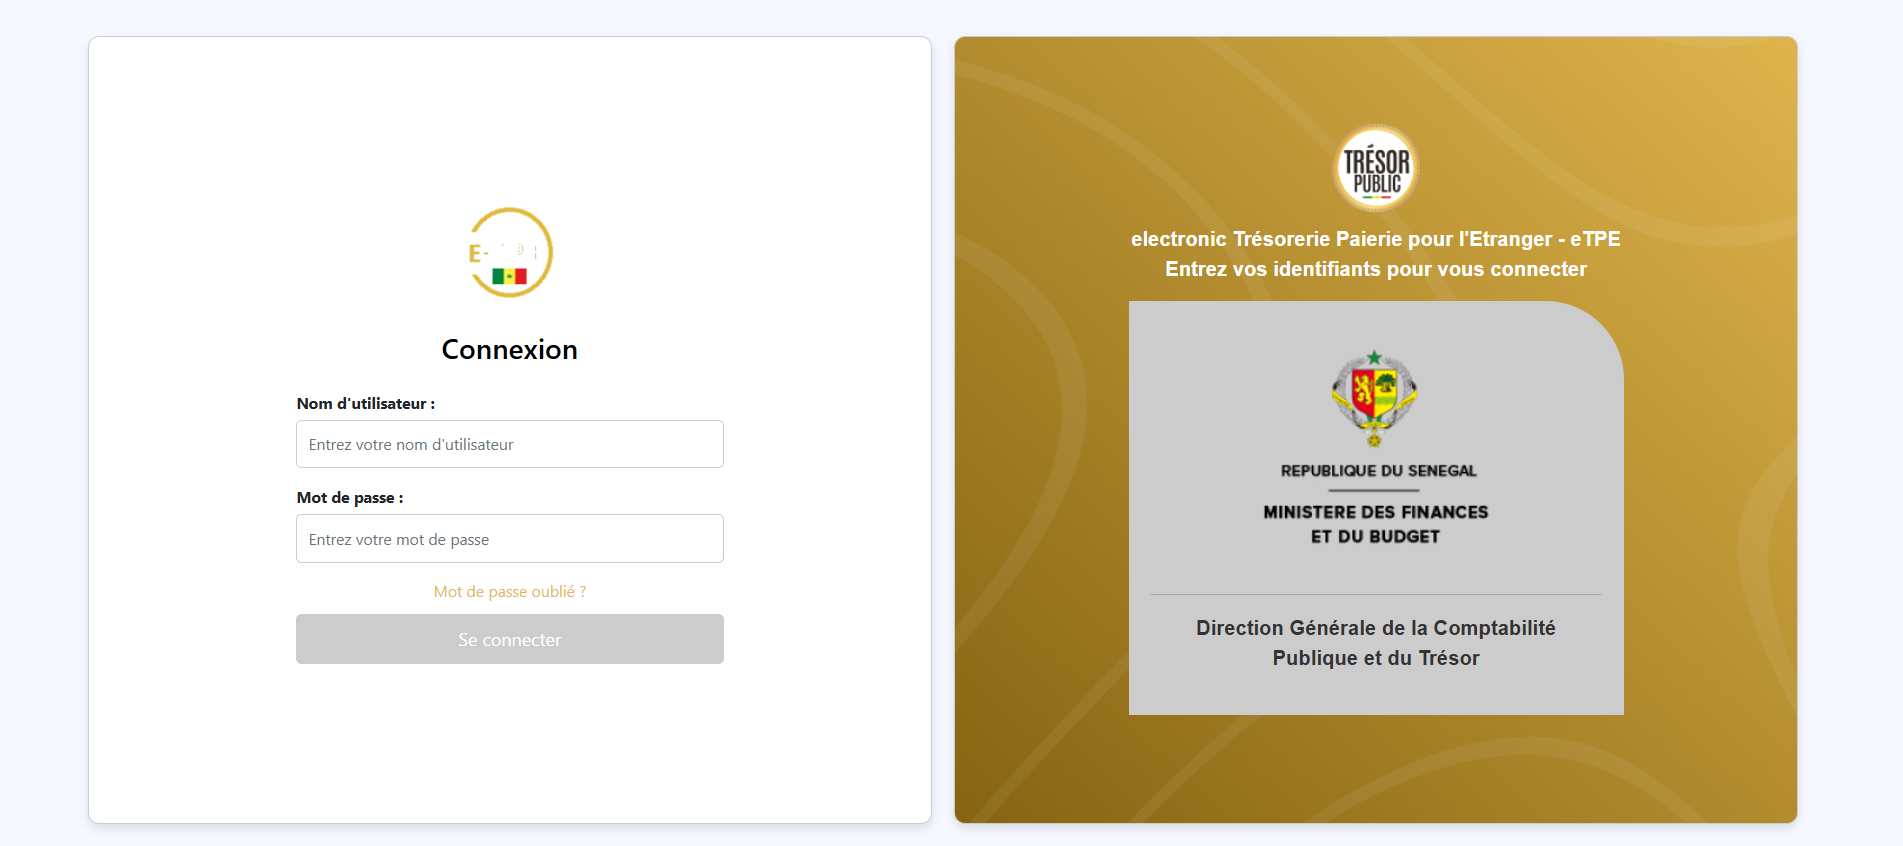 E-
Connexion
Nom d'utilisateur :
Entrez votre nom d'utilisateur
Mot de passe :
Entrez votre mot de passe
Mot de passe oublié ?
Se connecter
TRÉSOR
PUBLIC
electronic Trésorerie Paierie pour l'Etranger - eTPE
Entrez vos identifiants pour vous connecter
REPUBLIQUE DU SENEGAL
MINISTERE DES FINANCES
ET DU BUDGET
Direction Générale de la Comptabilité
Publique et du Trésor